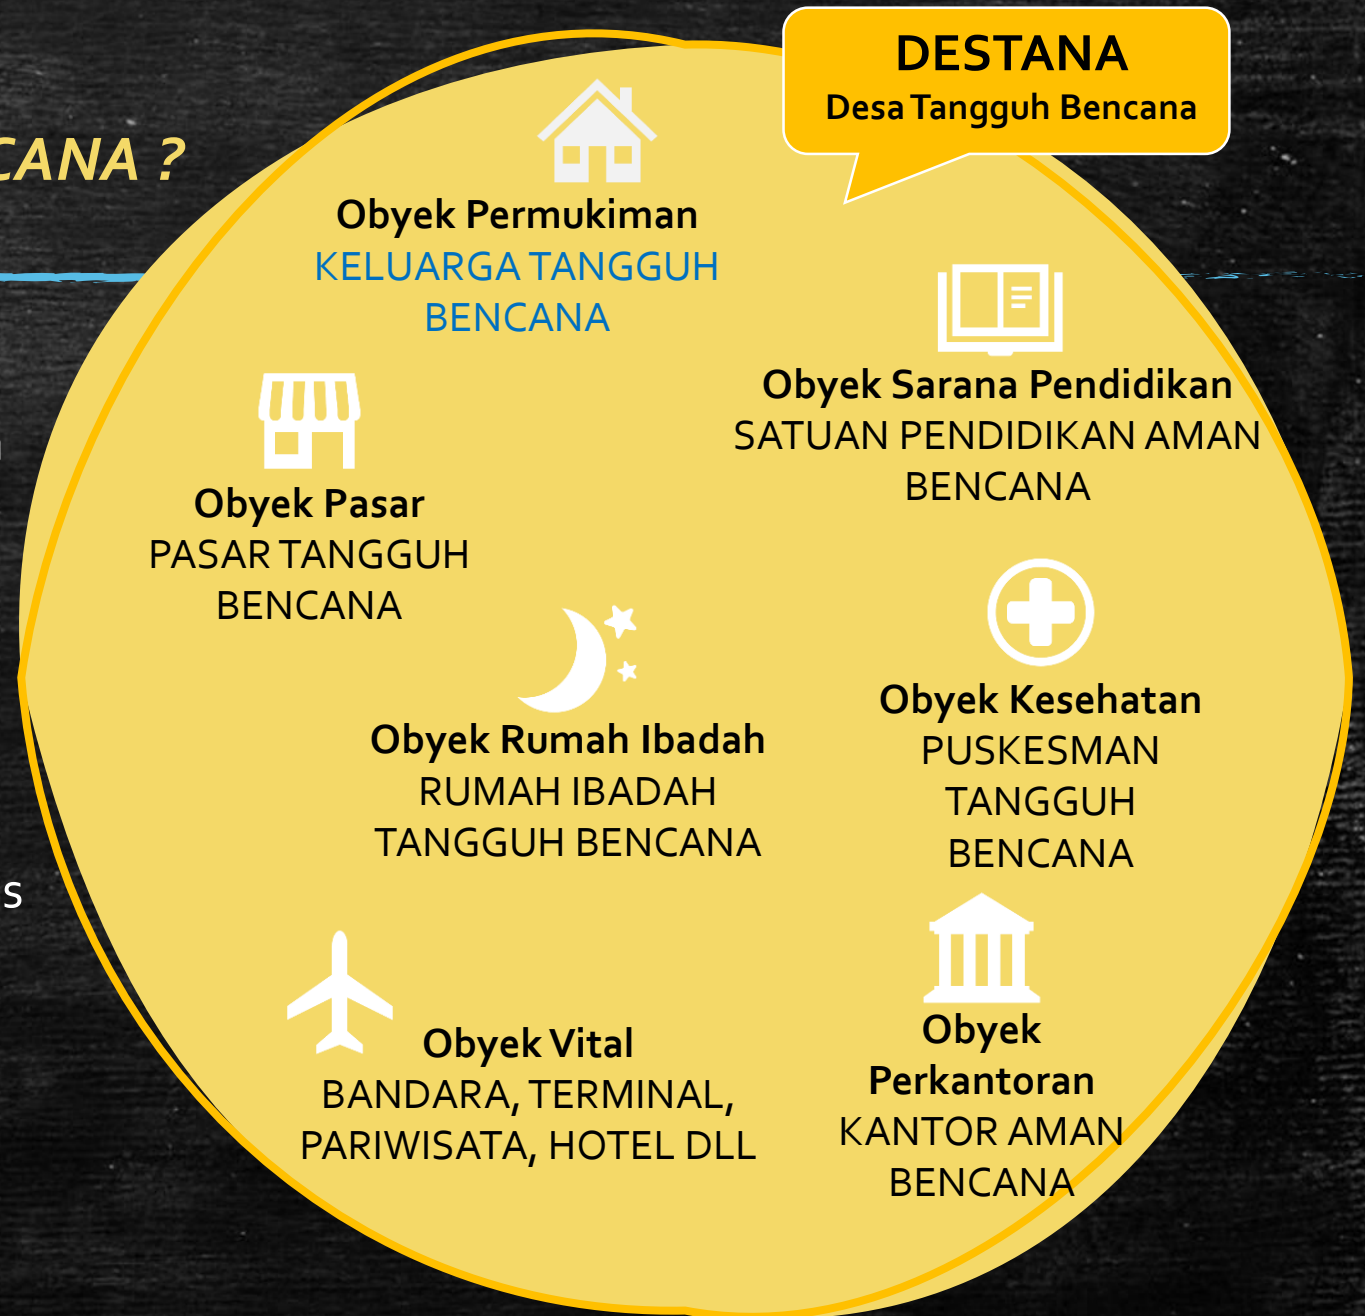 DESTANA
Desa Tangguh Bencana
CANA ?
Obyek Permukiman
KELUARGA TANGGUH
BENCANA
Obyek Sarana Pendidikan
SATUAN PENDIDIKAN AMAN
BENCANA
Obyek Pasar
PASAR TANGGUH
BENCANA
Obyek Rumah Ibadah
RUMAH IBADAH
TANGGUH BENCANA
Obyek Kesehatan
PUSKESMAN
TANGGUH
BENCANA
s
Obyek Vital
BANDARA, TERMINAL,
PARIWISATA, HOTEL DLL
Obyek
Perkantoran
KANTOR AMAN
BENCANA